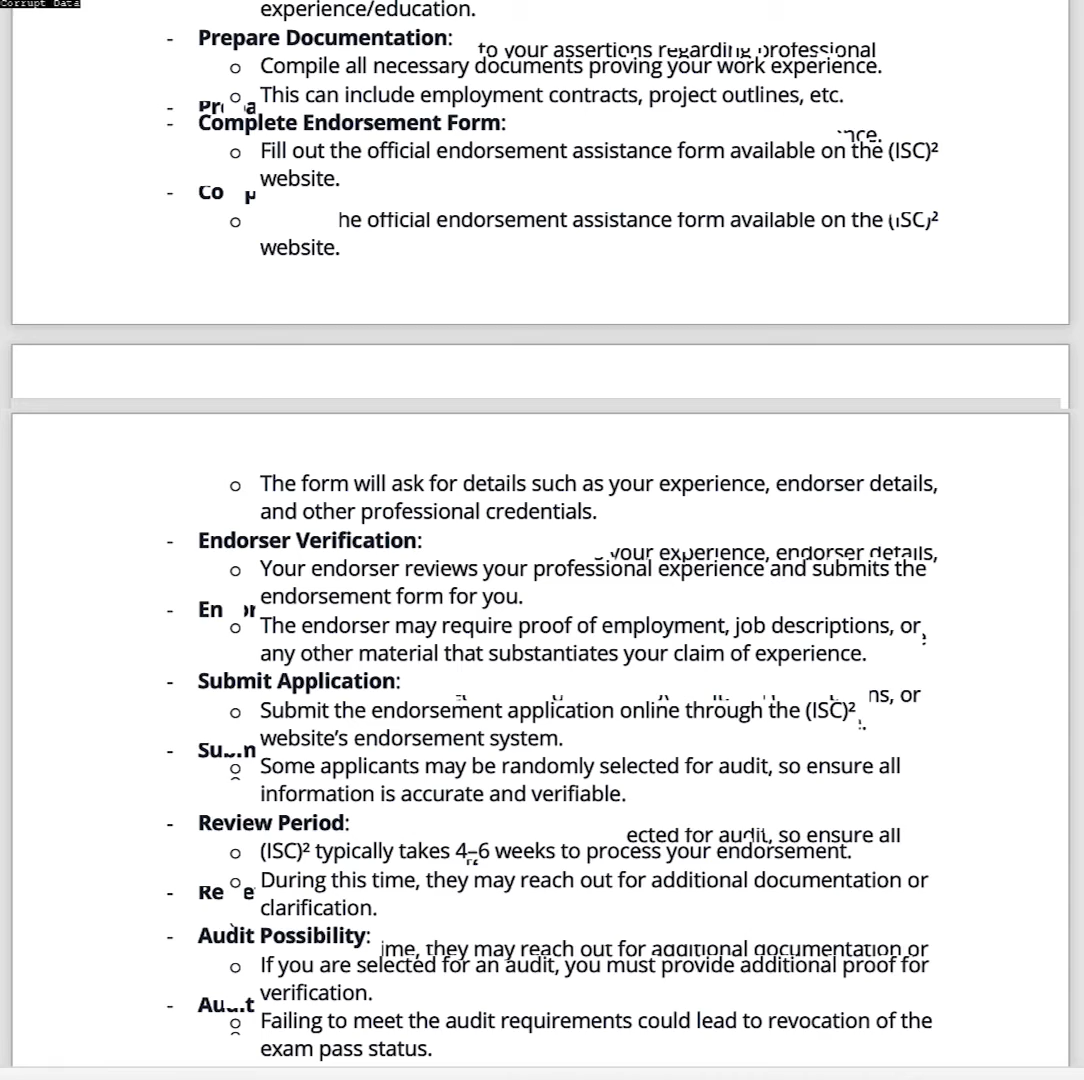 Corrupt Data
experience/education.
- Prepare Documentation:
to your assertions regarding professional
o Compile all necessary documents proving your work experience.
o This can include employment contracts, project outlines, etc.
- Complete Endorsement Form:
o Fill out the official endorsement assistance form available on the (ISC)²
website.
o he official endorsement assistance form available on the (ISC)²
website.
o The form will ask for details such as your experience, endorser details,
and other professional credentials.
- Endorser Verification:
your experience, endorser details,
o Your endorser reviews your professional experience and submits the
endorsement form for you.
o The endorser may require proof of employment, job descriptions, or
any other material that substantiates your claim of experience.
- Submit Application:
ns, or
o Submit the endorsement application online through the (ISC)²
website’s endorsement system.
o Some applicants may be randomly selected for audit, so ensure all
information is accurate and verifiable.
- Review Period:
ected for audit, so ensure all
o (ISC)² typically takes 4–6 weeks to process your endorsement.
o During this time, they may reach out for additional documentation or
clarification.
- Audit Possibility:
ime, they may reach out for additional documentation or
o If you are selected for an audit, you must provide additional proof for
verification.
o Failing to meet the audit requirements could lead to revocation of the
exam pass status.